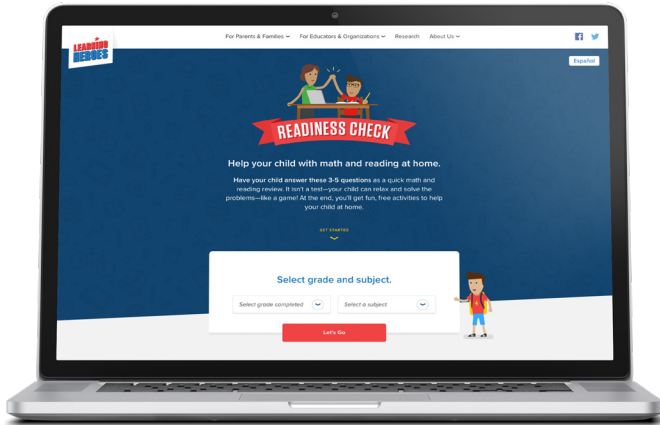 LEARNING
HEROES
For Parents & Families
For Educators & Organizations
Research
About Us
Español
READINESS CHECK
Help your child with math and reading at home.
Have your child answer these 3-5 questions as a quick math and
reading review. It isn't a test—your child can relax and solve the
problems—like a game! At the end, you'll get fun, free activities to help
your child at home.
GET STARTED
Select grade and subject.
Select grade completed
Select a subject
Let's Go